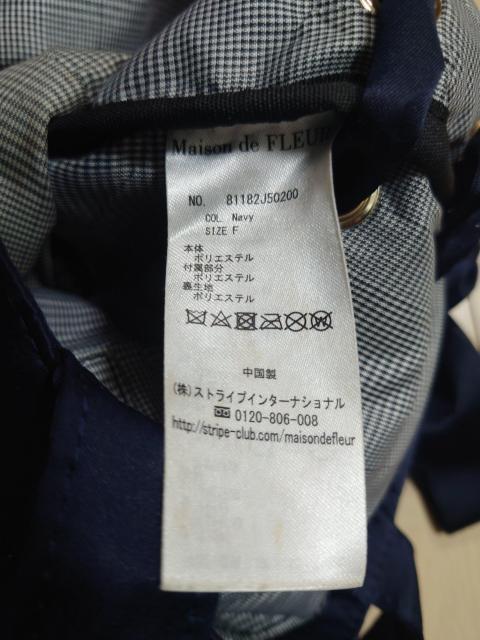 Maison de FLEUR
NO. 81182J50200
COL Navy
SIZE F
本体
ポリエステル
付属部分
ポリエステル
裏生地
ポリエステル
中国製
(株)ストライプインターナショナル
0120-806-008
http://stripe-club.com/maisondefleur